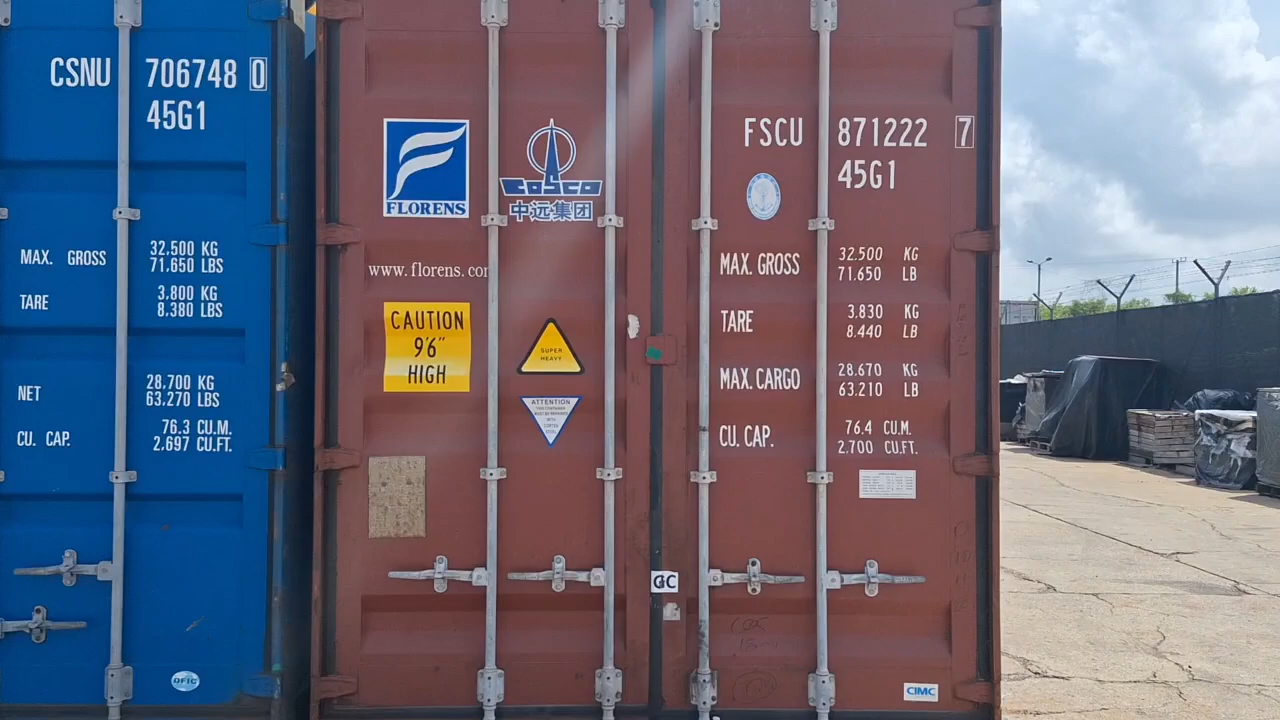 CSNU 706748 0
45G1
MAX. GROSS 32.500 KG
71.650 LBS
TARE 3.800 KG
8.380 LBS
NET 28.700 KG
63.270 LBS
CU. CAP. 76.3 CU.M.
2.697 CU.FT.
DFIC
FLORENS
COSCO
中远集团
www.florens.co
CAUTION
9'6"
HIGH
SUPER
HEAVY
ATTENTION
GC
FSCU 871222 7
45G1
MAX. GROSS 32.500 KG
71.650 LB
TARE 3.830 KG
8.440 LB
MAX. CARGO 28.670 KG
63.210 LB
CU. CAP. 76.4 CU.M.
2.700 CU.FT.
CIMC